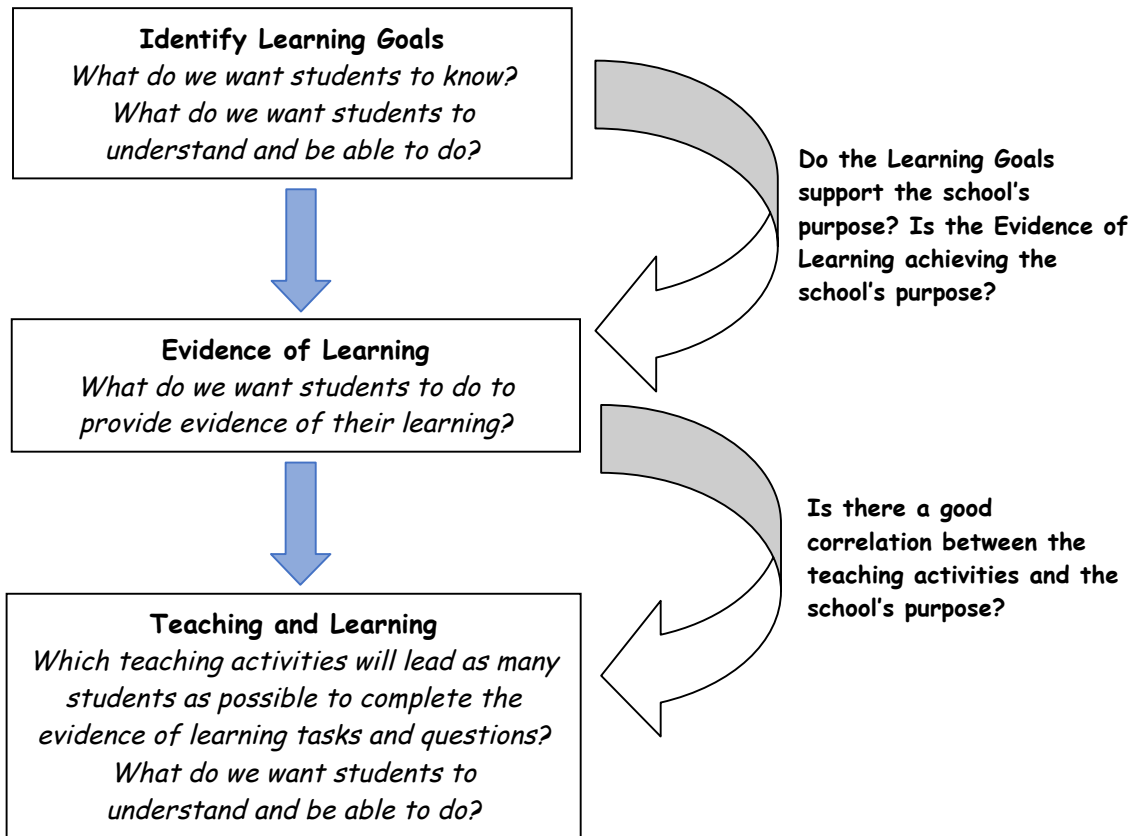 Identify Learning Goals
What do we want students to know?
What do we want students to
understand and be able to do?
Do the Learning Goals
support the school's
purpose? Is the Evidence of
Learning achieving the
school's purpose?
Evidence of Learning
What do we want students to do to
provide evidence of their learning?
Is there a good
correlation between the
teaching activities and the
school's purpose?
Teaching and Learning
Which teaching activities will lead as many
students as possible to complete the
evidence of learning tasks and questions?
What do we want students to
understand and be able to do?